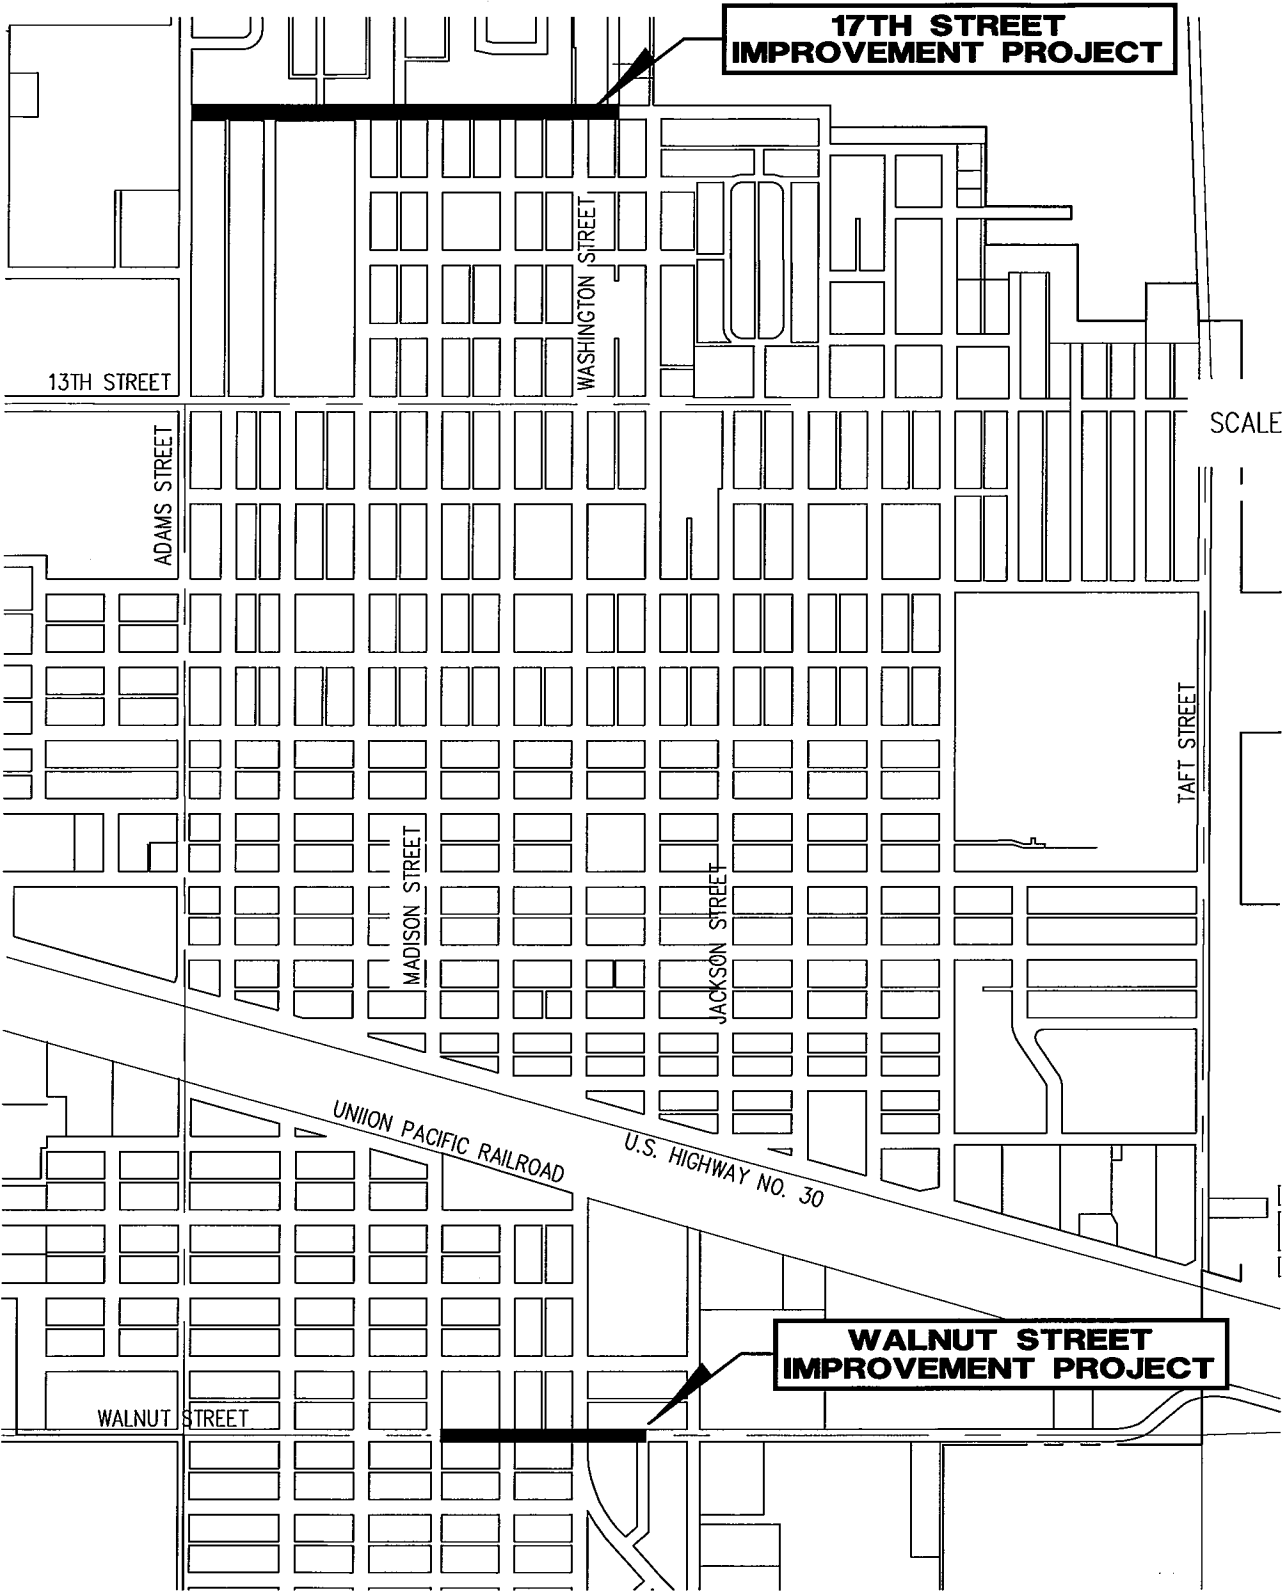 17TH STREET
IMPROVEMENT PROJECT
WASHINGTON STREET
13TH STREET
SCALE
ADAMS STREET
TAFT STREET
MADISON STREET
JACKSON STREET
UNIION PACIFIC RAILROAD
U.S. HIGHWAY NO. 30
WALNUT STREET
IMPROVEMENT PROJECT
WALNUT STREET